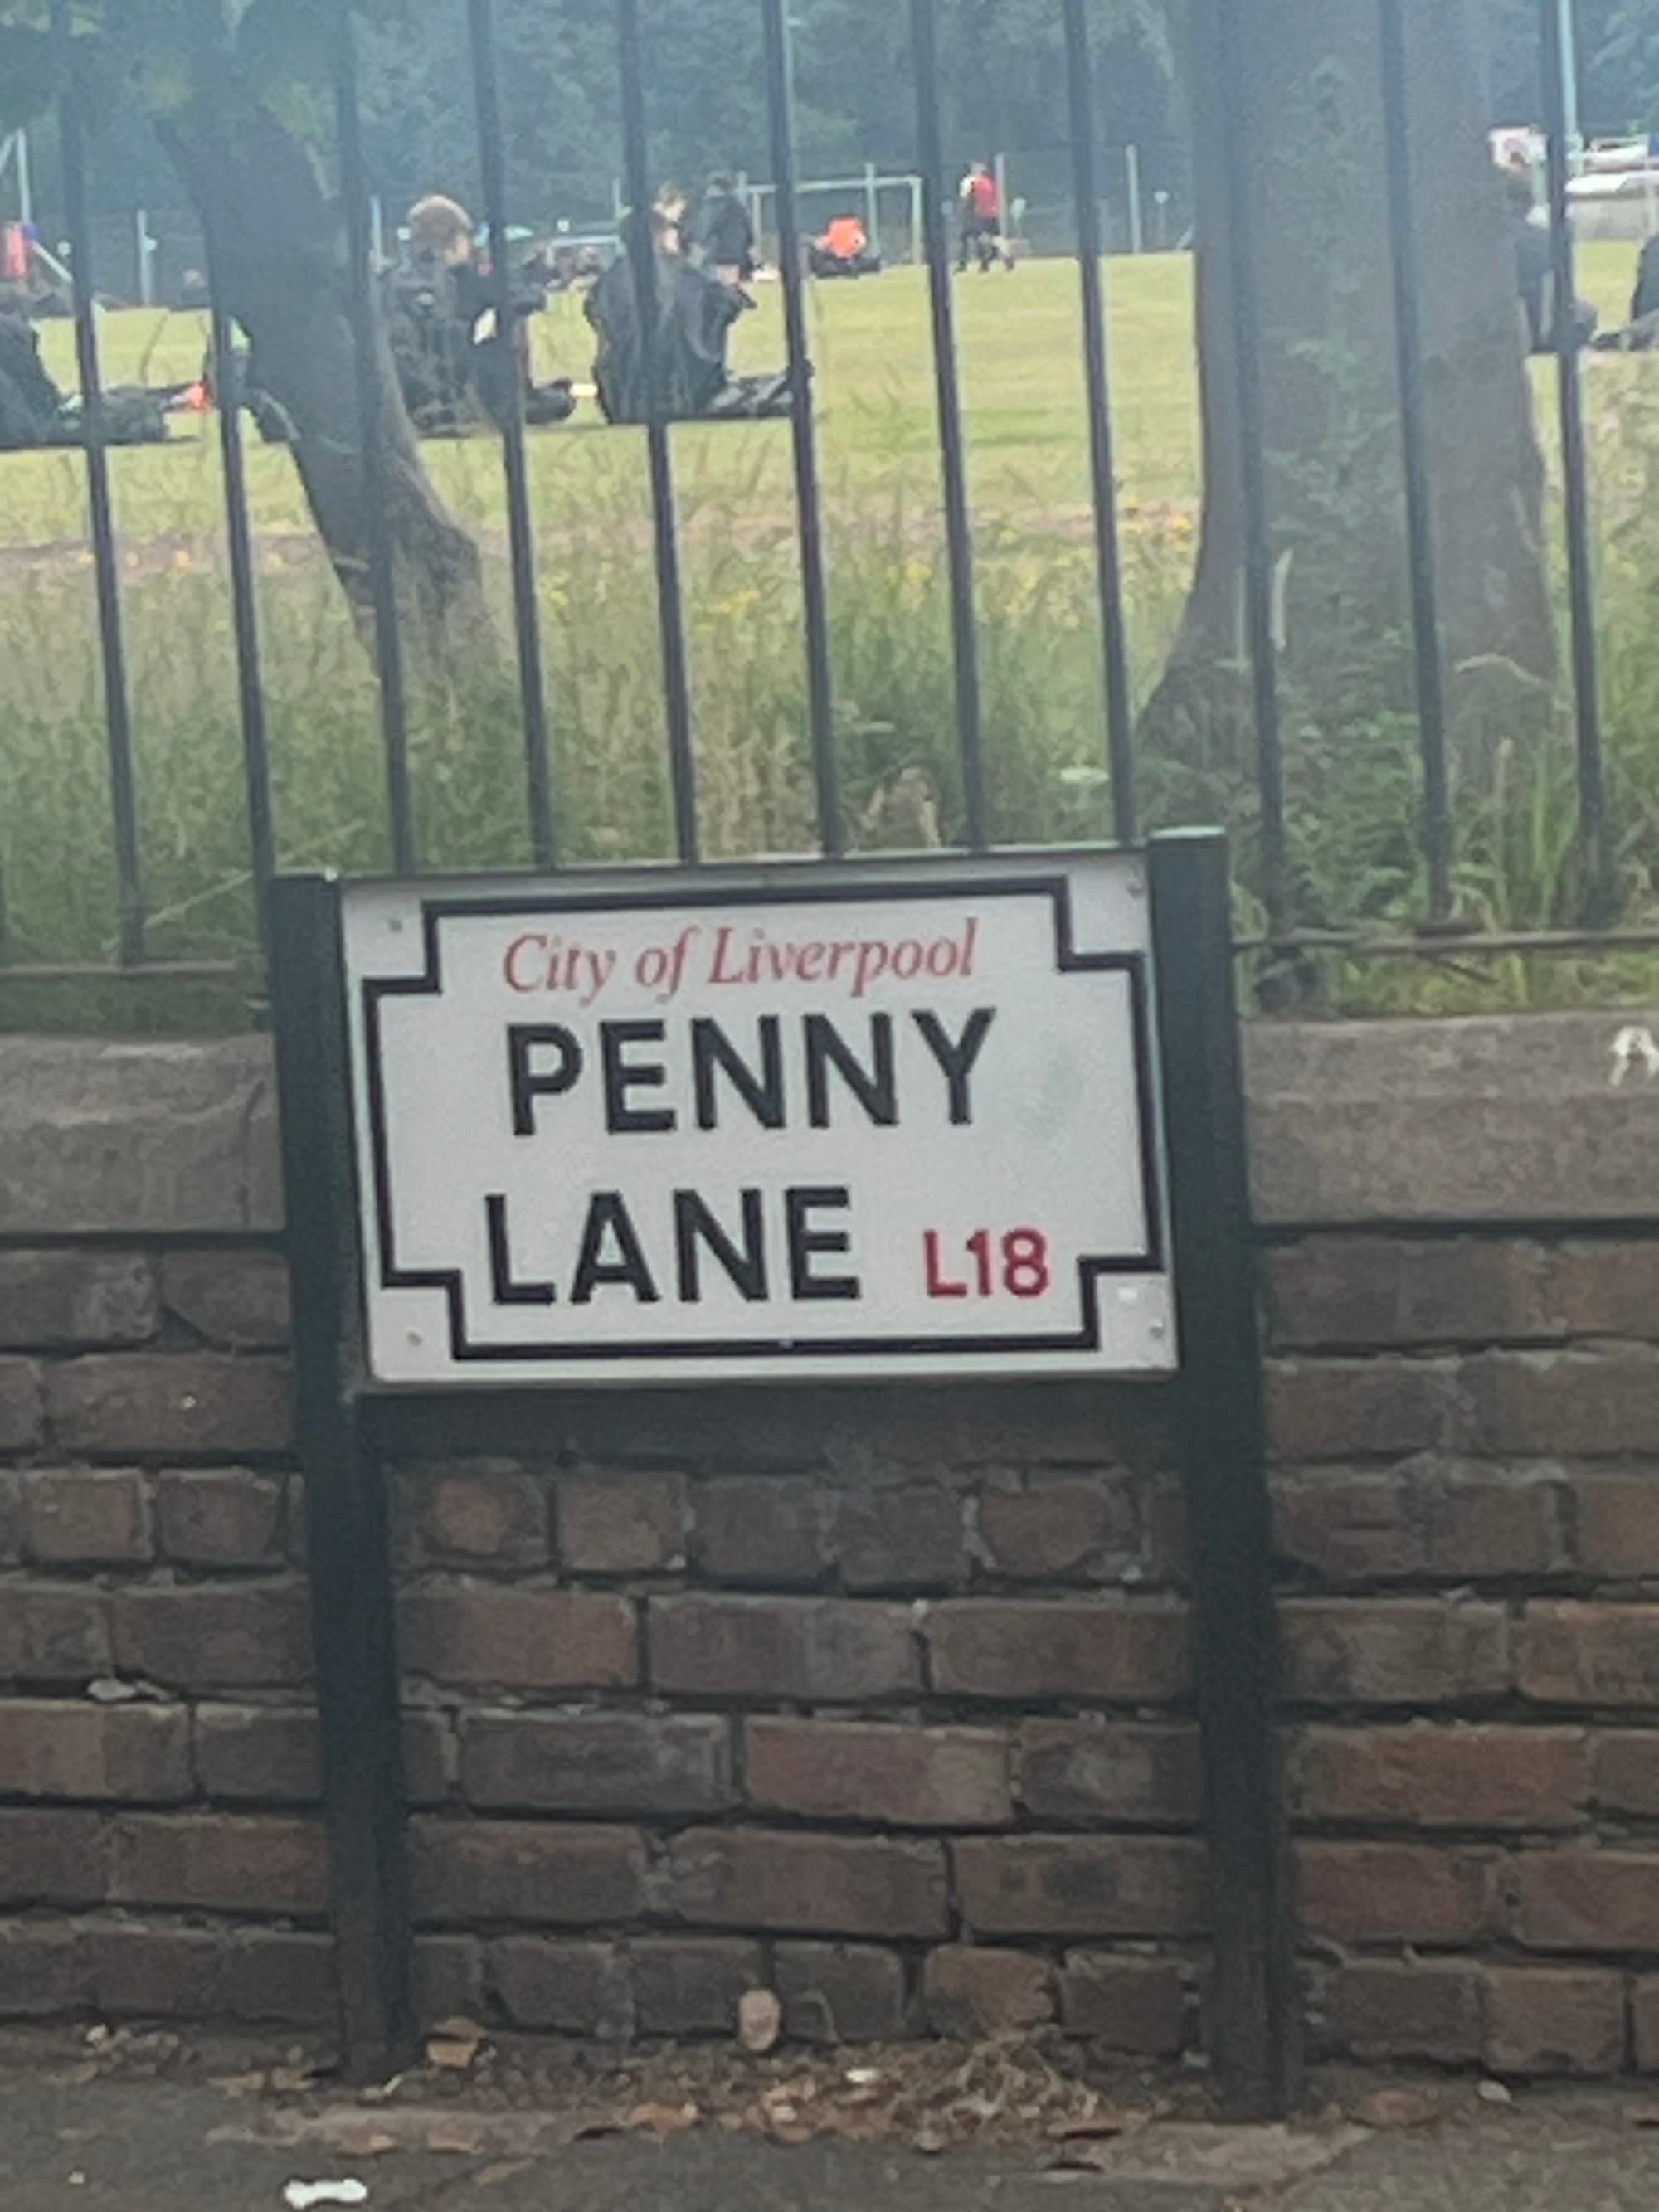 City of Liverpool
PENNY
LANE L18